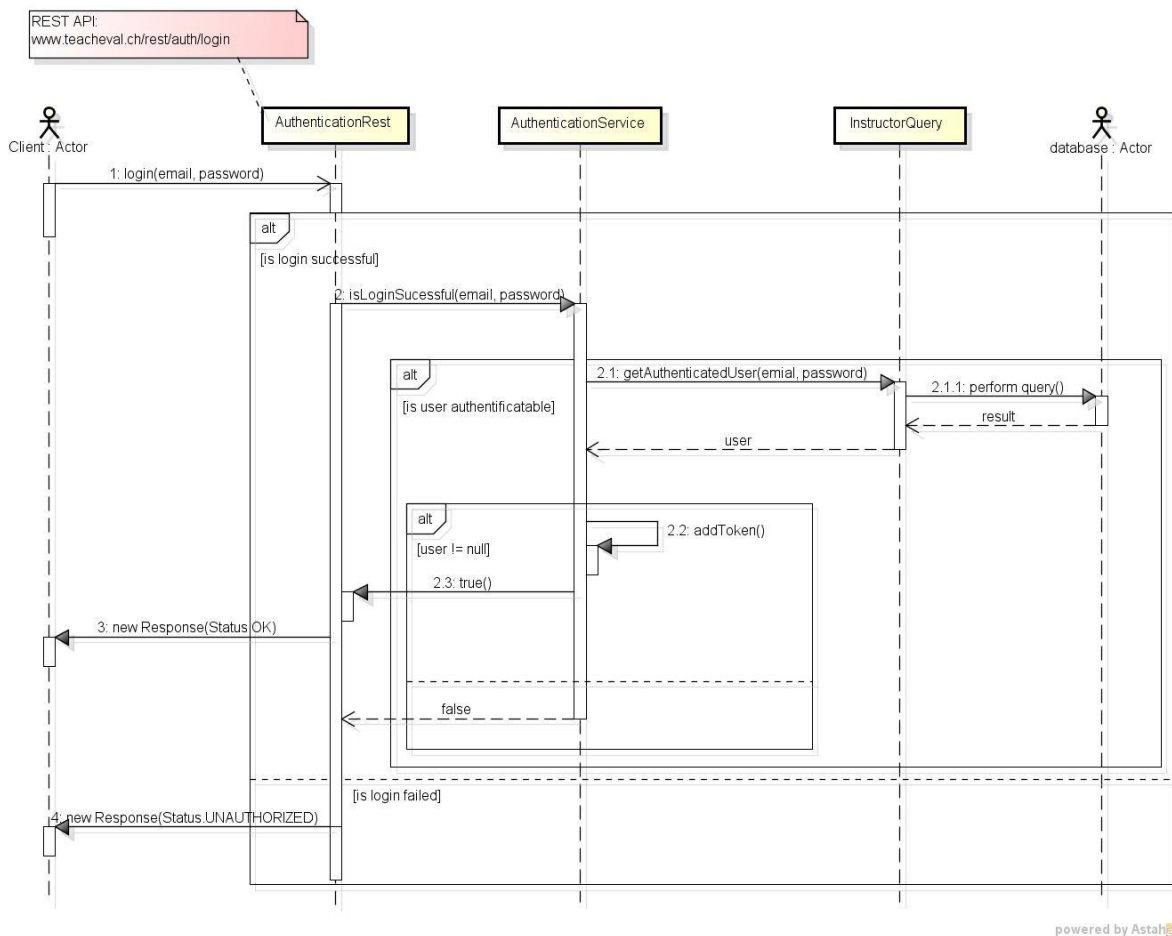 REST API:
www.teacheval.ch/rest/auth/login
AuthenticationRest
AuthenticationService
InstructorQuery
Client : Actor
database : Actor
1: login(email, password)
alt
[is login successful]
2: isLoginSucessful(email, password)
alt
2.1: getAuthenticatedUser(emial, password)
2.1.1: perform query()
[is user authentificatable]
result
user
alt
2.2: addToken()
[user != null]
2.3: true()
3: new Response(Status.OK)
false
[is login failed]
4: new Response(Status.UNAUTHORIZED)
powered by Astah